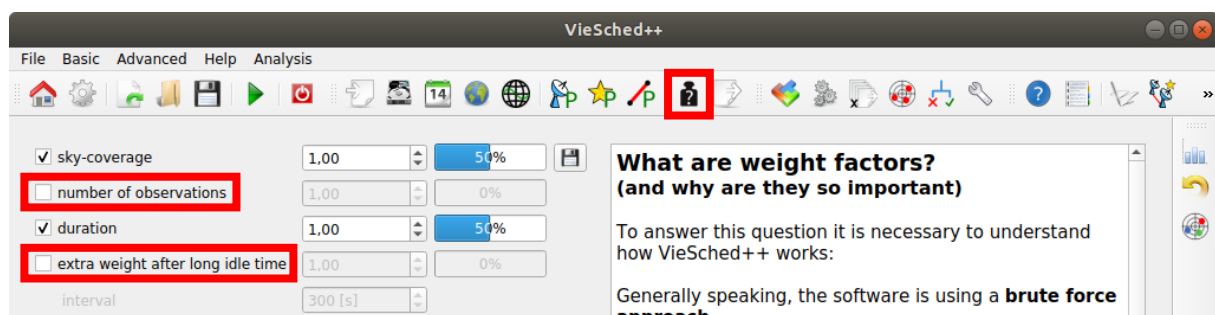 VieSched++
File Basic Advanced Help Analysis
14 P P P ? ? »
sky-coverage 1,00 50%
number of observations 1,00 0%
duration 1,00 50%
extra weight after long idle time 1,00 0%
interval 300 [s]
What are weight factors?
(and why are they so important)
To answer this question it is necessary to understand
how VieSched++ works:
Generally speaking, the software is using a brute force
approach